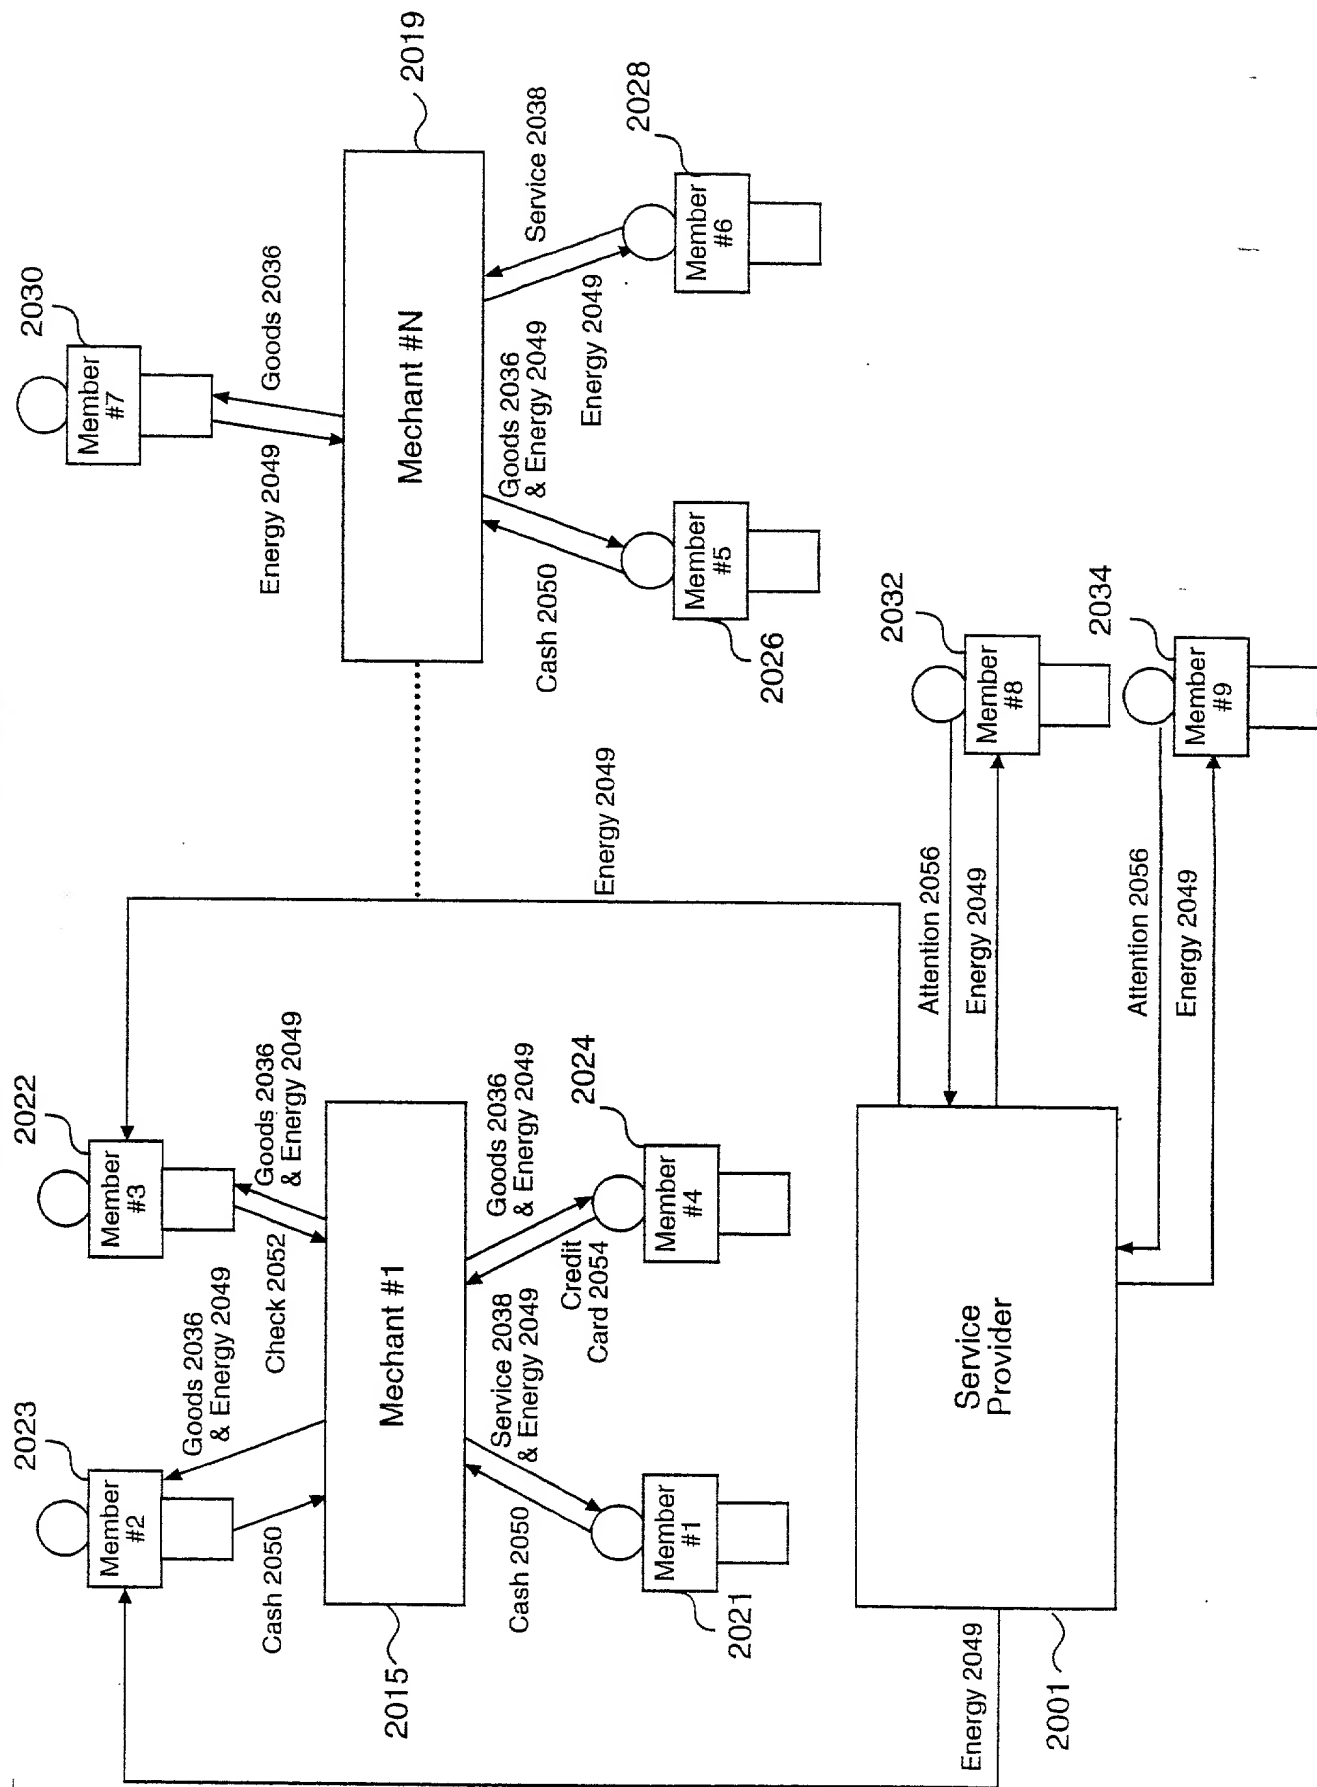 2023
Member
#2
Goods 2036
& Energy 2049
Cash 2050
2022
Member
#3
Goods 2036
& Energy 2049
Check 2052
2030
Member
#7
Goods 2036
Energy 2049
2015
Mechant #1
Mechant #N
2019
Cash 2050
Service 2038
& Energy 2049
Member
#1
2021
Credit
Card 2054
Goods 2036
& Energy 2049
Member
#4
2024
Energy 2049
Cash 2050
Goods 2036
& Energy 2049
Member
#5
2026
Energy 2049
Service 2038
Member
#6
2028
Energy 2049
2001
Service
Provider
Attention 2056
Energy 2049
Member
#8
2032
Attention 2056
Energy 2049
Member
#9
2034